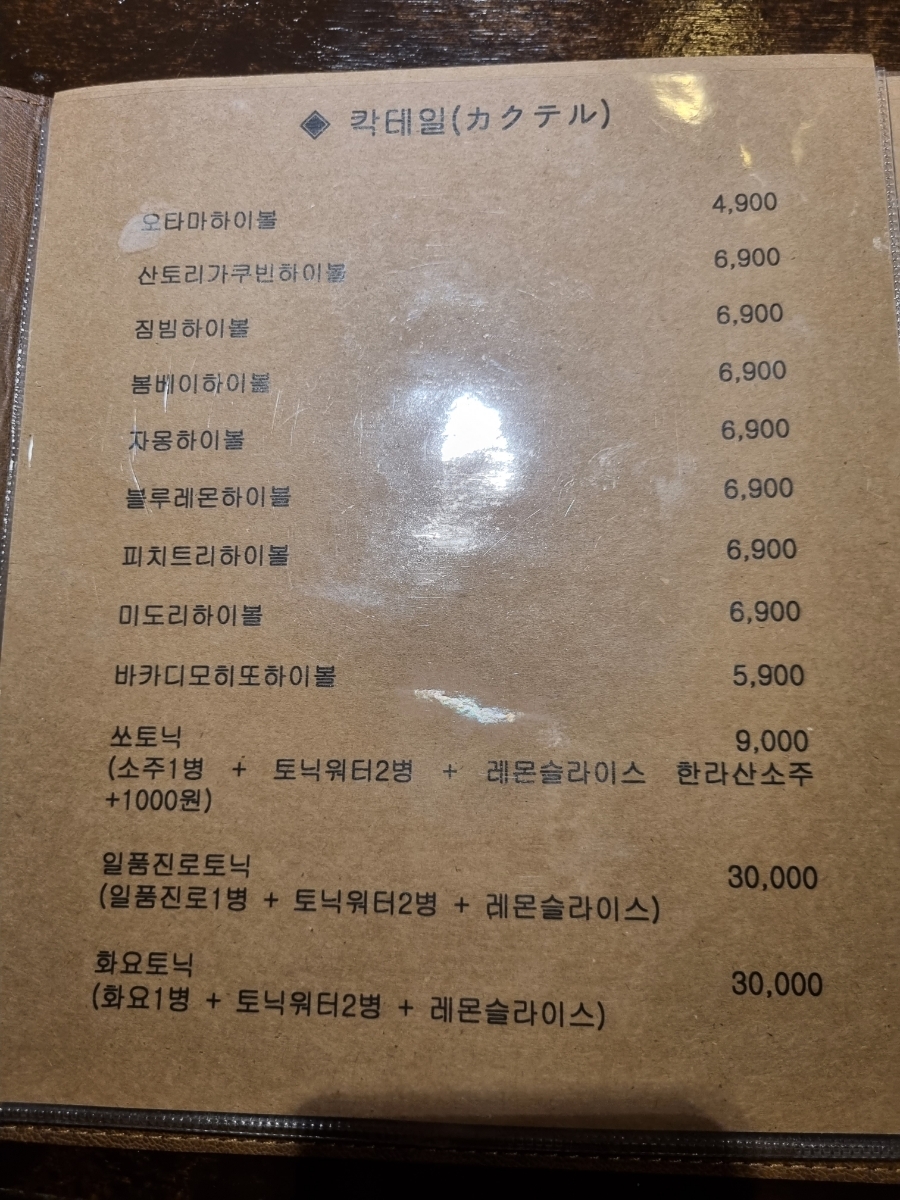 ◈ 칵테일(カクテル)
오타마하이볼 4,900
산토리가쿠빈하이볼 6,900
짐빔하이볼 6,900
봄베이하이볼 6,900
자몽하이볼 6,900
블루레몬하이볼 6,900
피치트리하이볼 6,900
미도리하이볼 6,900
바카디모히또하이볼 5,900
쏘토닉 9,000
(소주1병 + 토닉워터2병 + 레몬슬라이스 한라산소주
+1000원)
일품진로토닉 30,000
(일품진로1병 + 토닉워터2병 + 레몬슬라이스)
화요토닉 30,000
(화요1병 + 토닉워터2병 + 레몬슬라이스)